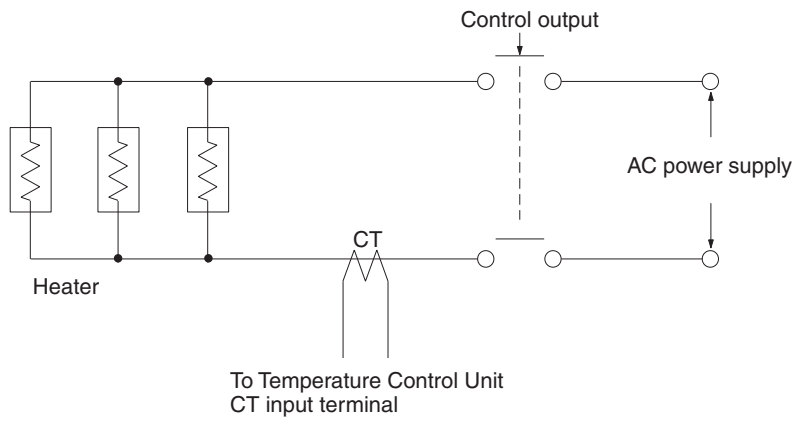 Control output
AC power supply
CT
Heater
To Temperature Control Unit
CT input terminal